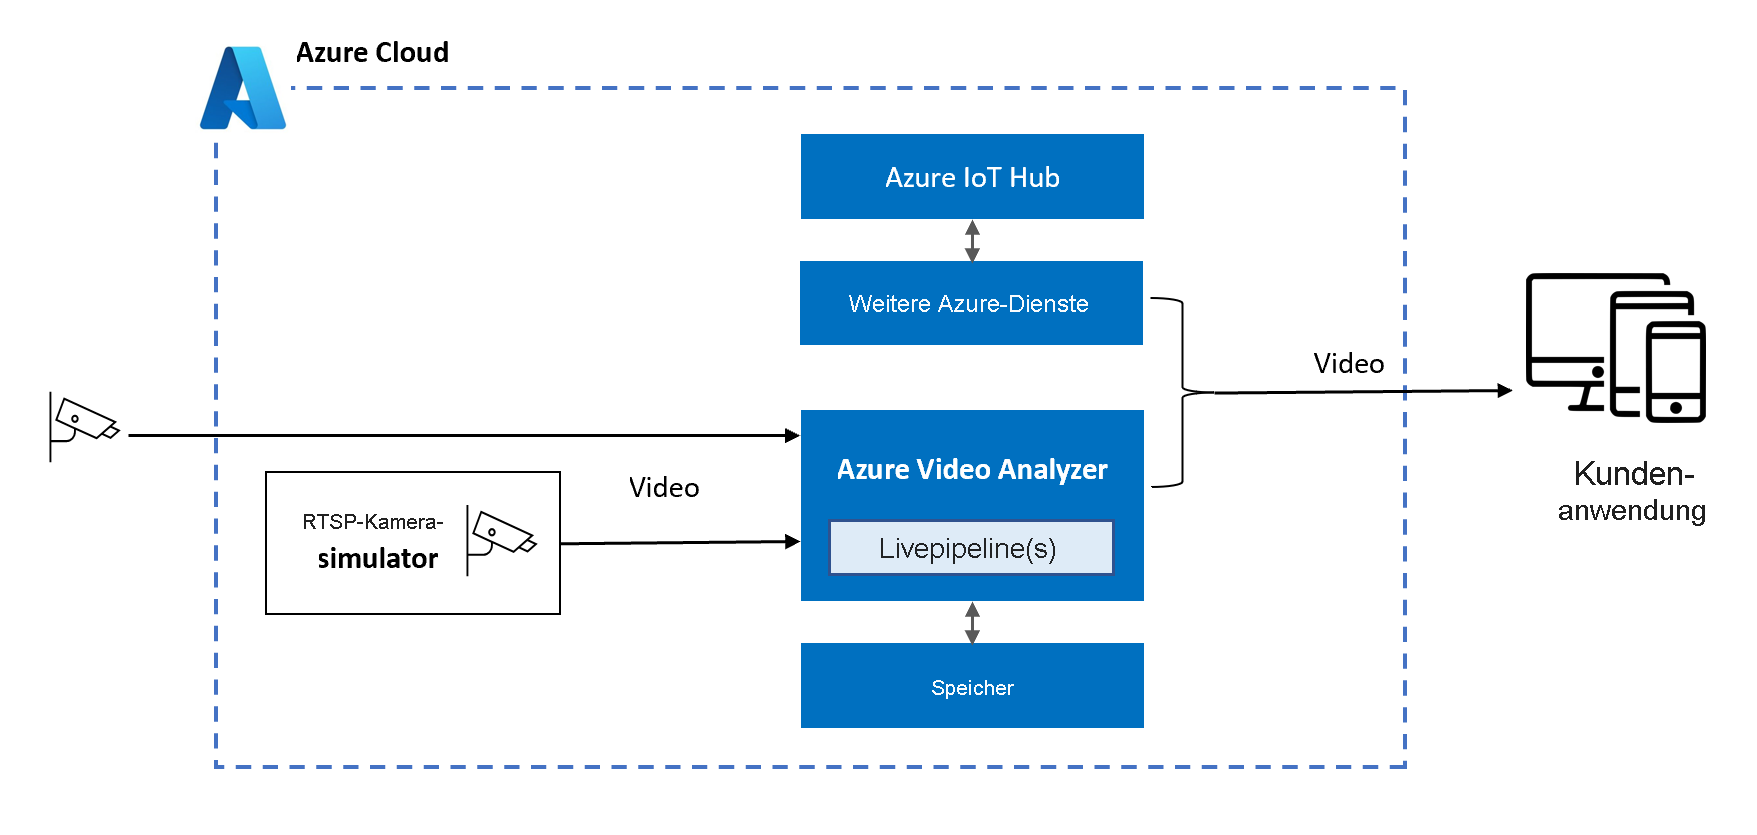 Azure Cloud
Azure IoT Hub
Weitere Azure-Dienste
Video
Azure Video Analyzer
Livepipeline(s)
Video
RTSP-Kamera-
simulator
Speicher
Kunden-
anwendung